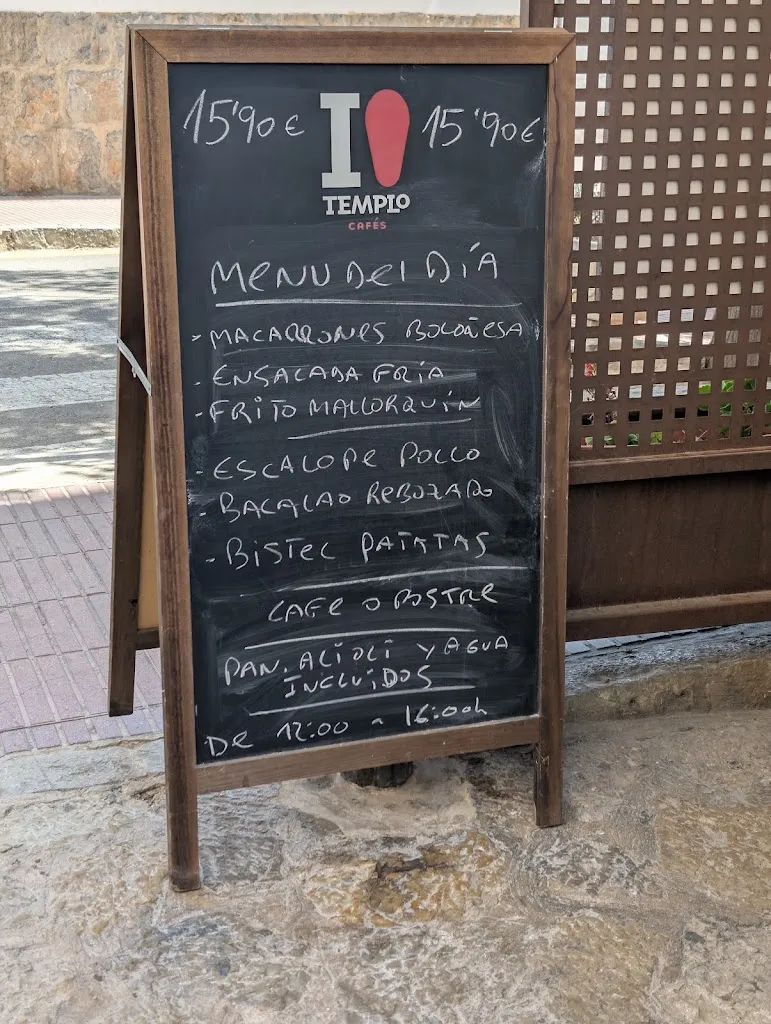 15'90 €
I
15'90 €
TEMPLO
CAFÉS
MENU DEL DÍA
- MACARRONES BOLOÑESA
- ENSALADA FRÍA
- FRITO MALLORQUÍN
- ESCALOPE POLLO
- BACALAO REBOZADO
- BISTEC PATATAS
CAFE O POSTRE
PAN, ALIOLI Y AGUA
INCLUIDOS
DE 12:00 A 16:00h